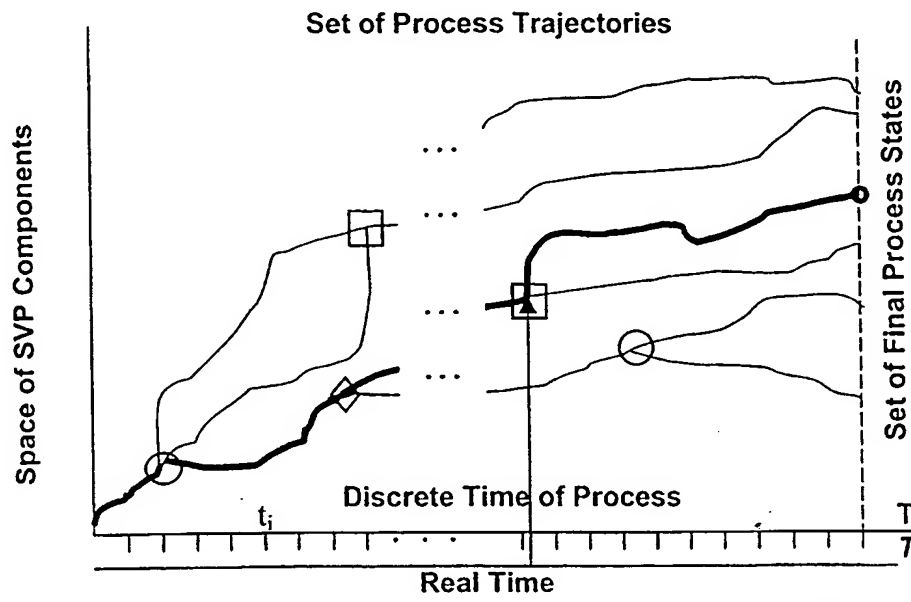 Set of Process Trajectories
Space of SVP Components
Set of Final Process States
...
...
...
...
Discrete Time of Process
t_i
T
T
. . .
Real Time